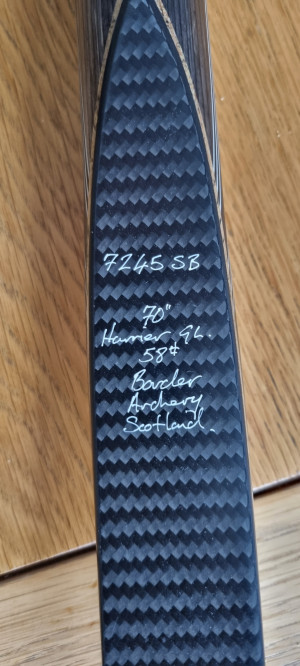 7245 SB
70"
Harrier GL.
58#
Border
Archery
Scotland.